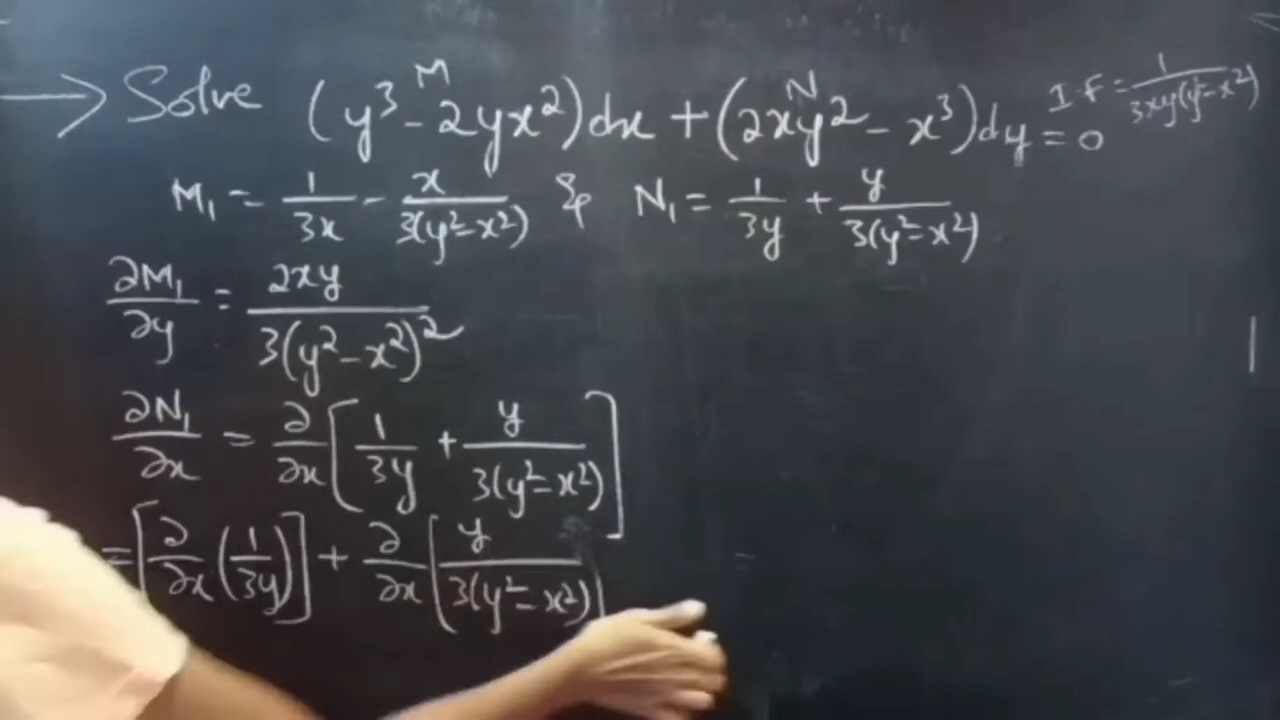 → Solve (y³ - 2yx²)dx + (2xy² - x³)dy = 0
M N
I.F = 1/(3xy(y² - x²))
M₁ = 1/(3x) - x/(3(y² - x²)) & N₁ = 1/(3y) + y/(3(y² - x²))
∂M₁/∂y = 2xy/(3(y² - x²)²)
∂N₁/∂x = ∂/∂x [1/(3y) + y/(3(y² - x²))]
= [∂/∂x (1/(3y))] + ∂/∂x [y/(3(y² - x²))]